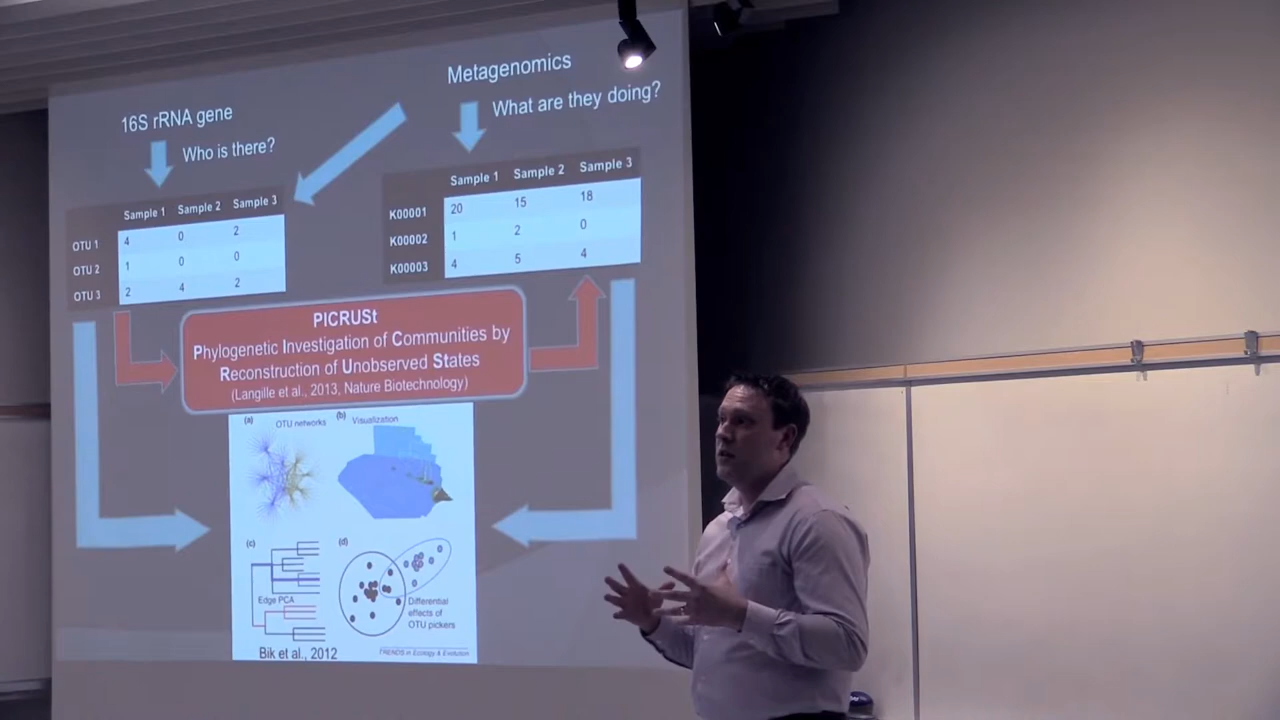 16S rRNA gene
Who is there?
Metagenomics
What are they doing?
Sample 1 Sample 2 Sample 3
OTU 1 4 0 2
OTU 2 1 0 0
OTU 3 2 4 2
Sample 1 Sample 2 Sample 3
K00001 20 15 18
K00002 1 2 0
K00003 4 5 4
PICRUSt
Phylogenetic Investigation of Communities by
Reconstruction of Unobserved States
(Langille et al., 2013, Nature Biotechnology)
(a) OTU networks
(b) Visualization
(c)
Edge PCA
(d)
Differential
effects of
OTU pickers
Bik et al., 2012
TRENDS in Ecology & Evolution